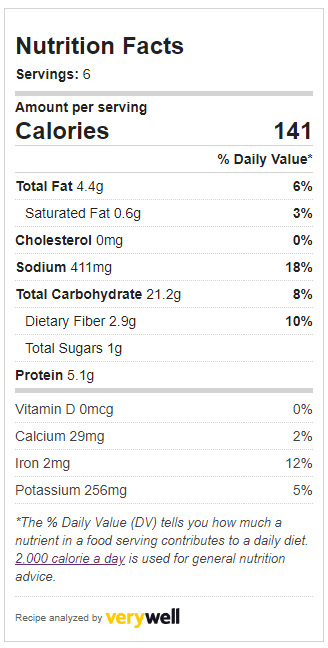 Nutrition Facts
Servings: 6
Amount per serving
Calories 141
% Daily Value*
Total Fat 4.4g 6%
Saturated Fat 0.6g 3%
Cholesterol 0mg 0%
Sodium 411mg 18%
Total Carbohydrate 21.2g 8%
Dietary Fiber 2.9g 10%
Total Sugars 1g
Protein 5.1g
Vitamin D 0mcg 0%
Calcium 29mg 2%
Iron 2mg 12%
Potassium 256mg 5%
*The % Daily Value (DV) tells you how much a
nutrient in a food serving contributes to a daily diet.
2,000 calorie a day is used for general nutrition
advice.
Recipe analyzed by verywell